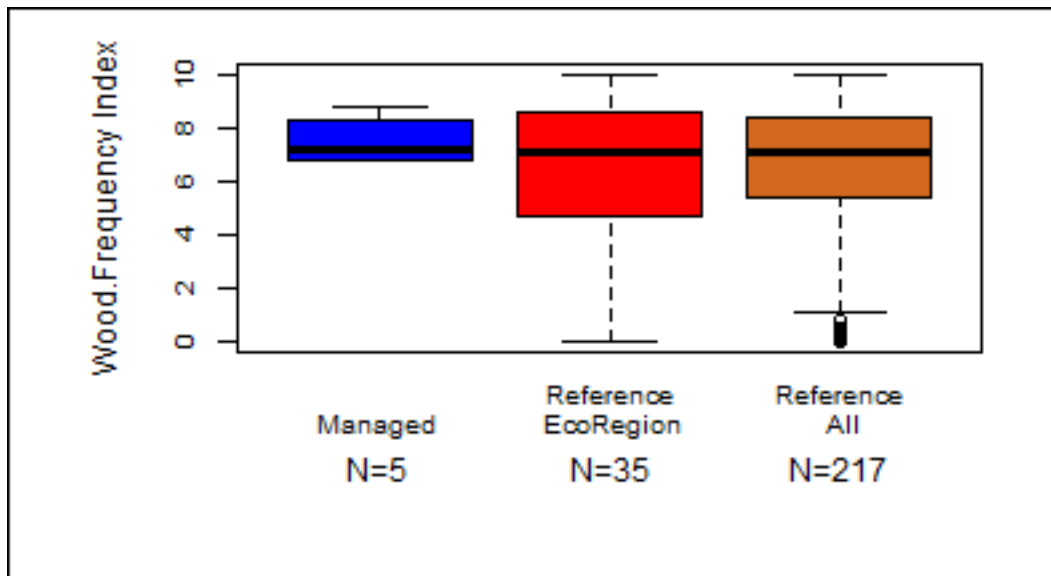 Wood.Frequency Index
10
8
6
4
2
0
Managed
Reference
EcoRegion
Reference
All
N=5
N=35
N=217